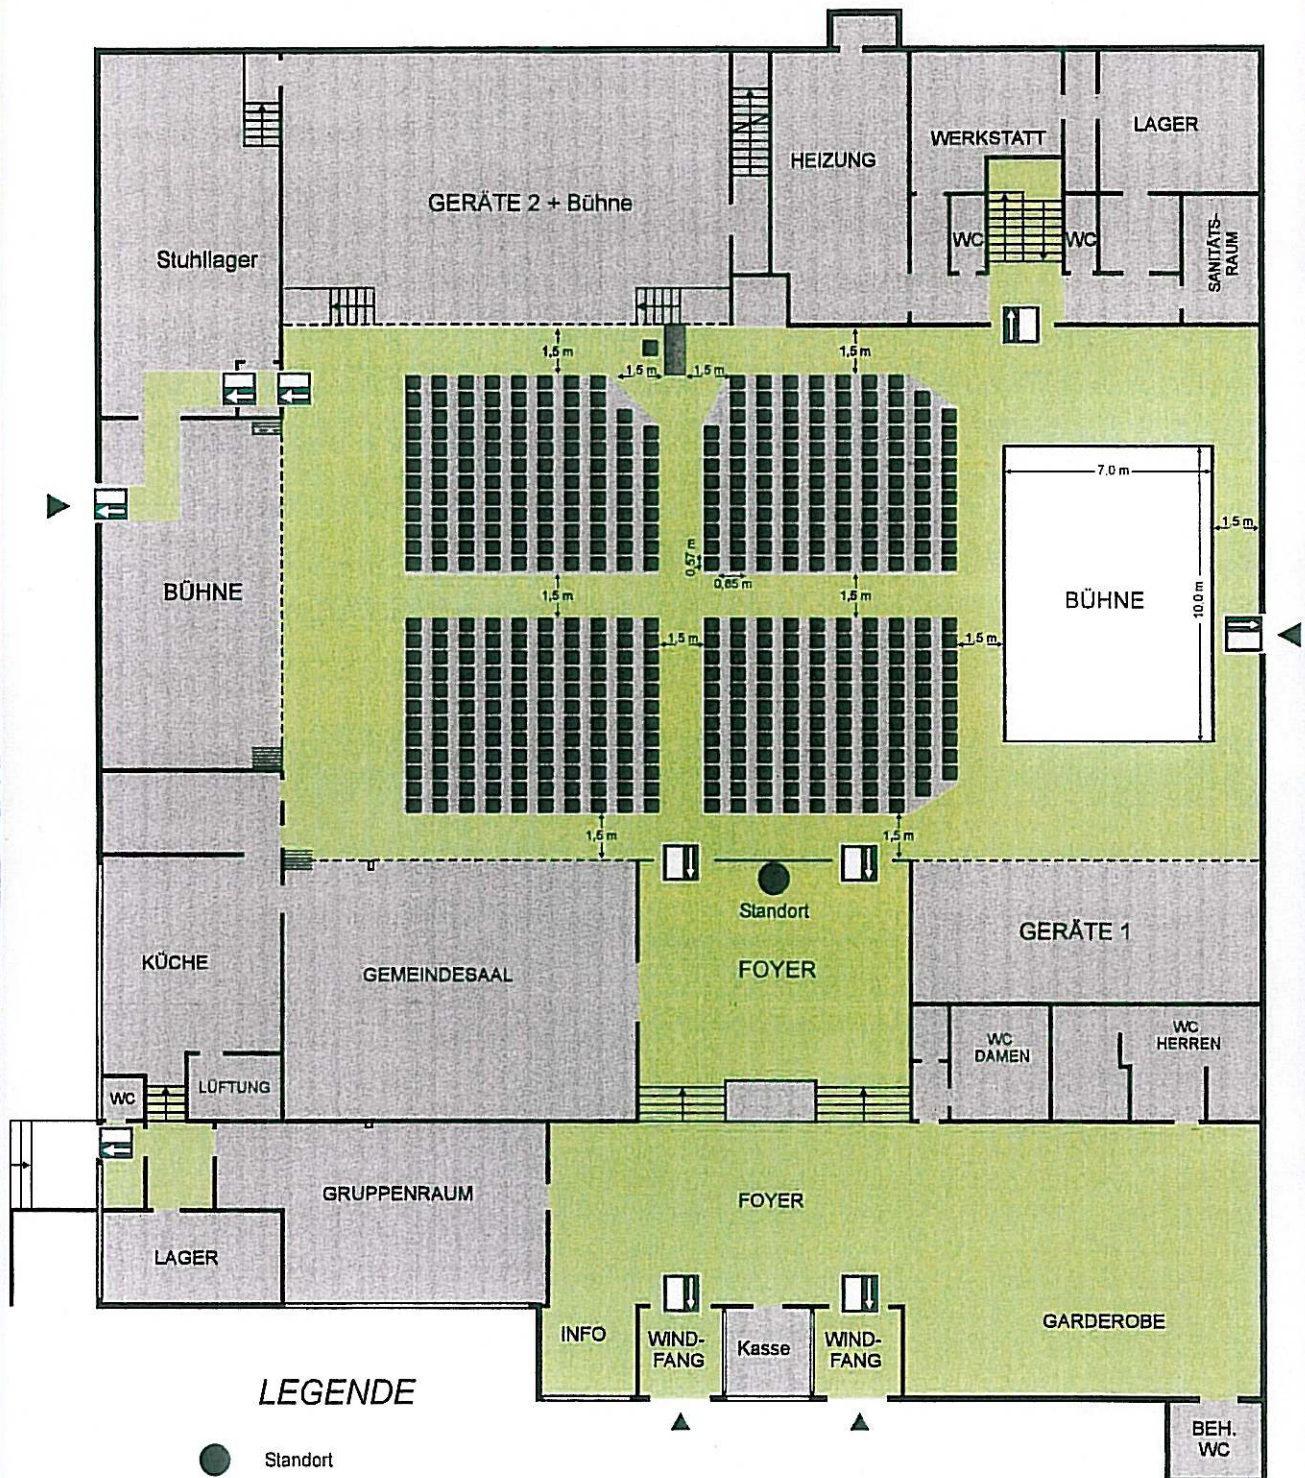 WERKSTATT
LAGER
HEIZUNG
GERÄTE 2 + Bühne
WC
WC
SANITÄTS-
RAUM
Stuhllager
1,5 m
1,5 m
1,5 m
1,5 m
7,0 m
1,5 m
0,57 m
0,65 m
BÜHNE
1,5 m
1,5 m
BÜHNE
10,0 m
1,5 m
1,5 m
1,5 m
1,5 m
Standort
GERÄTE 1
KÜCHE
GEMEINDESAAL
FOYER
WC
DAMEN
WC
HERREN
LÜFTUNG
WC
GRUPPENRAUM
FOYER
LAGER
INFO
WIND-
FANG
Kasse
WIND-
FANG
GARDEROBE
LEGENDE
BEH.
WC
Standort